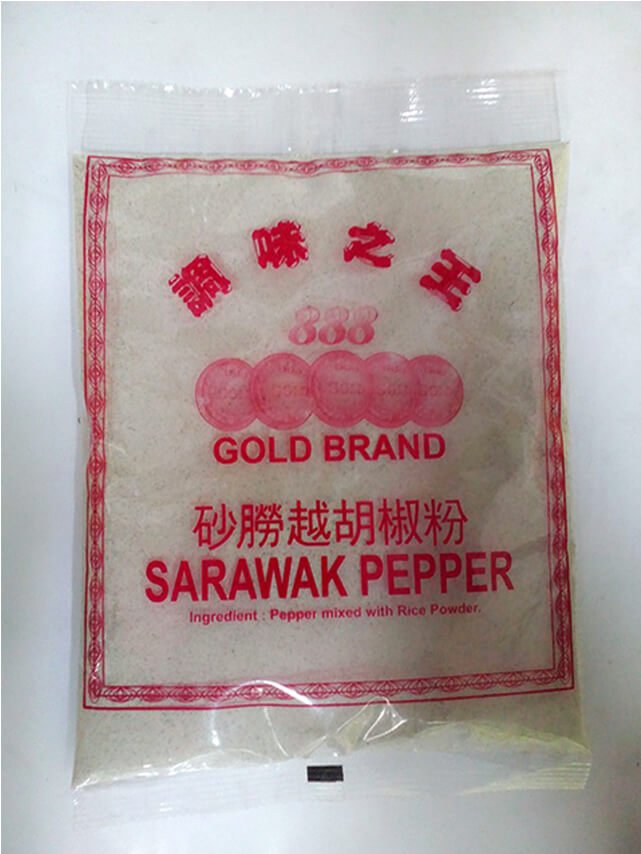 調味之王
888
GOLD BRAND
砂朥越胡椒粉
SARAWAK PEPPER
Ingredient : Pepper mixed with Rice Powder.